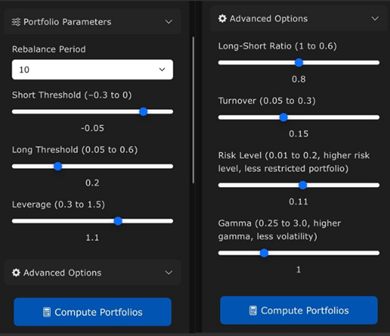 Portfolio Parameters
Rebalance Period
10
Short Threshold (−0.3 to 0)
-0.05
Long Threshold (0.05 to 0.6)
0.2
Leverage (0.3 to 1.5)
1.1
Advanced Options
Compute Portfolios
Advanced Options
Long-Short Ratio (1 to 0.6)
0.8
Turnover (0.05 to 0.3)
0.15
Risk Level (0.01 to 0.2, higher risk
level, less restricted portfolio)
0.11
Gamma (0.25 to 3.0, higher
gamma, less volatility)
1
Compute Portfolios